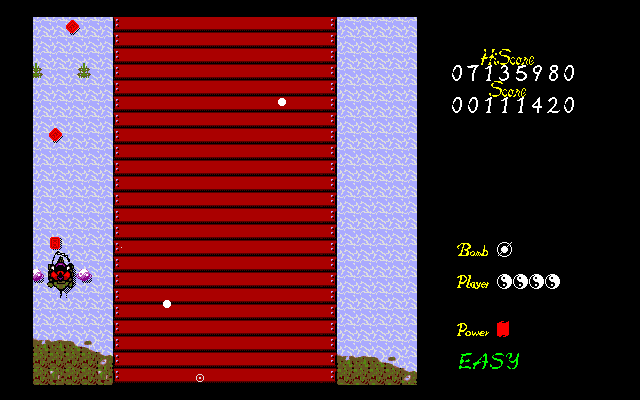 HiScore
07135980
Score
00111420
Bomb
Player
Power
EASY